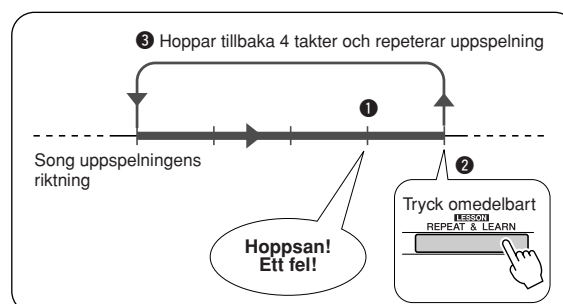 ❸ Hoppar tillbaka 4 takter och repeterar uppspelning
❶
Song uppspelningens
riktning
❷
Hoppsan!
Ett fel!
Tryck omedelbart
LESSON
REPEAT & LEARN